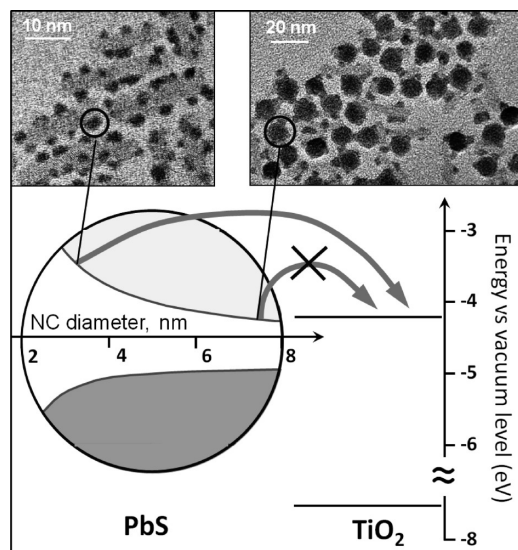 10 nm
20 nm
-3
-4
-5
-6
-8
Energy vs vacuum level (eV)
NC diameter, nm
2 4 6 8
≈
PbS
TiO₂